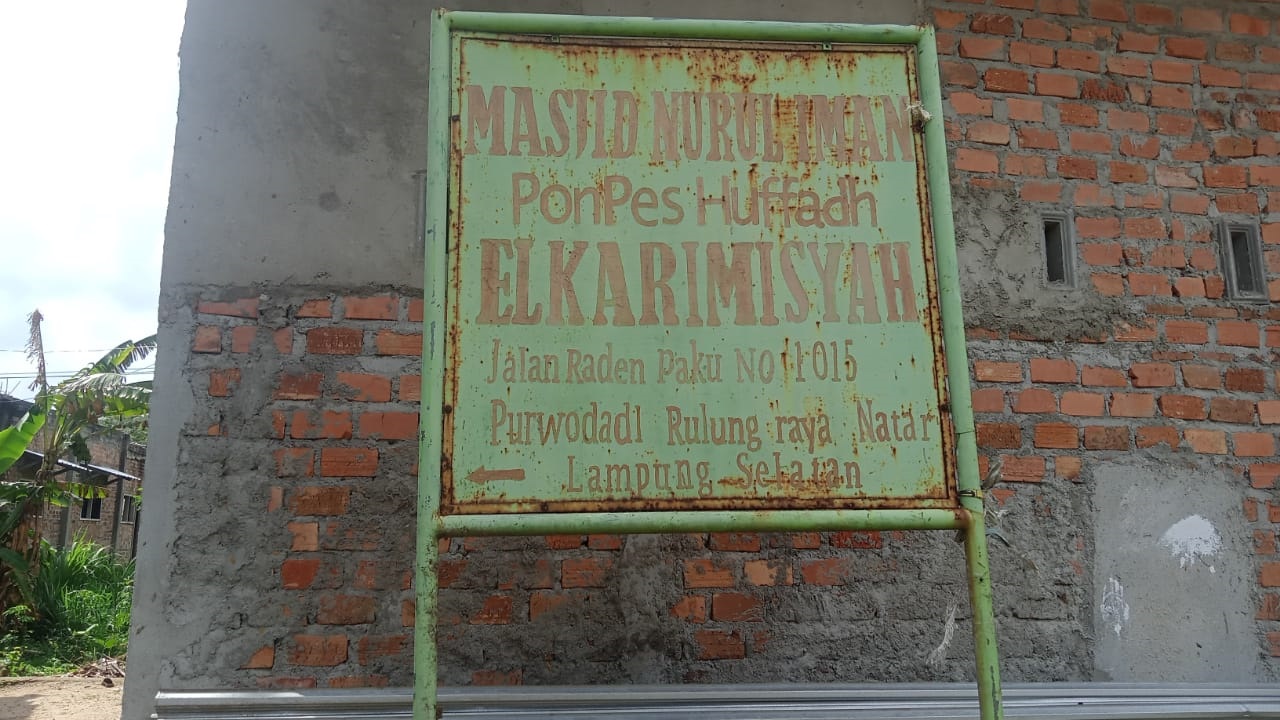 MASJID NURUL IMAN
PonPes Huffadh
ELKARIMISYAH
Jalan Raden Paku No 1015
Purwodadi Rulung raya Natar
Lampung Selatan